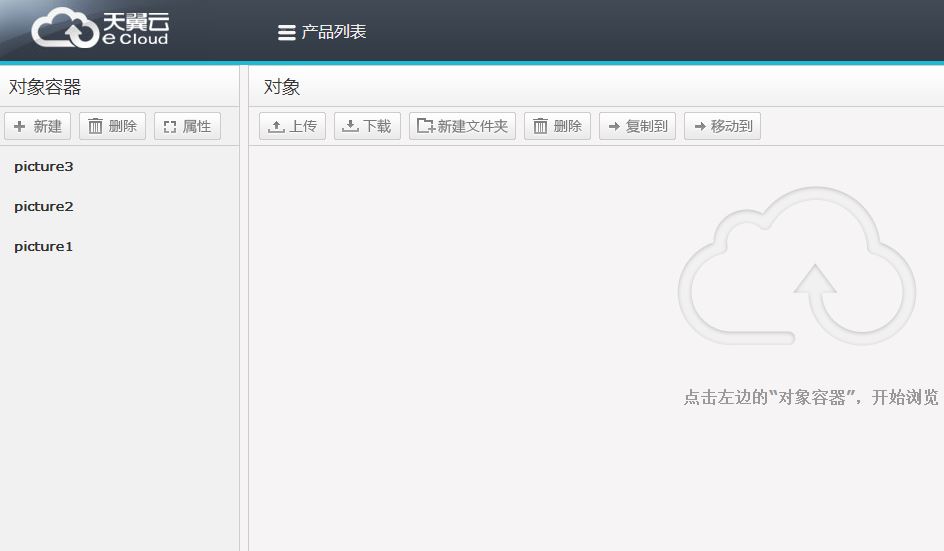 天翼云
e Cloud
产品列表
对象容器
对象
新建
删除
属性
上传
下载
新建文件夹
删除
复制到
移动到
picture3
picture2
picture1
点击左边的“对象容器”，开始浏览